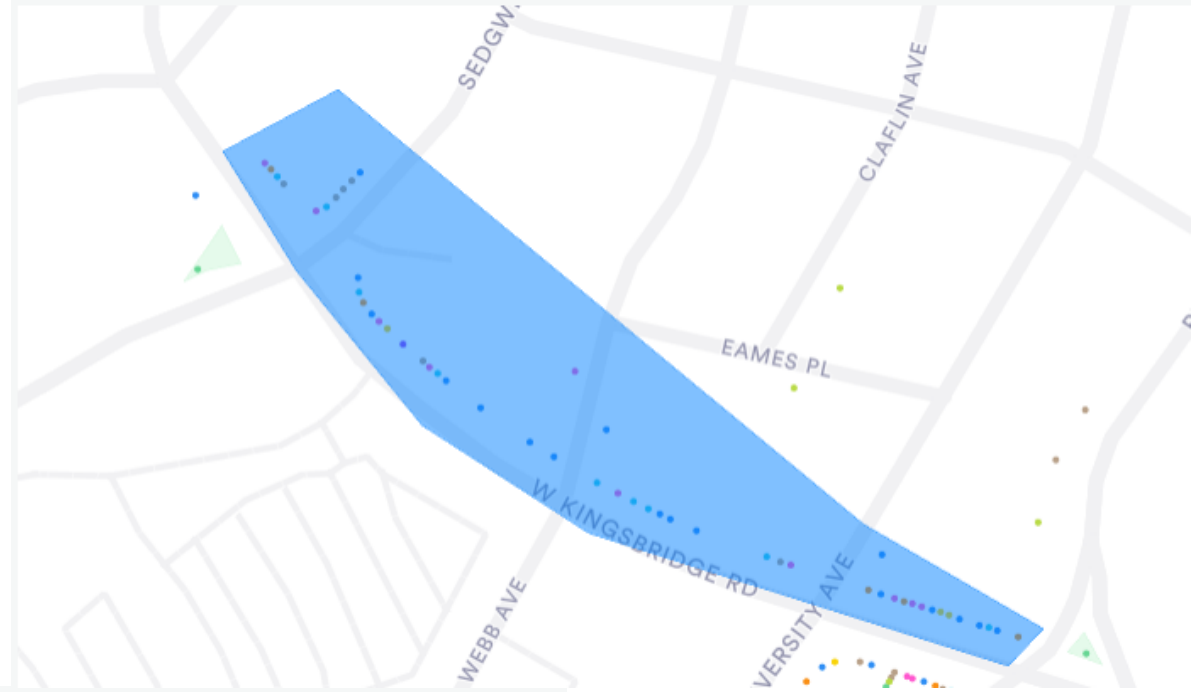 SEDGW
CLAFLIN AVE
EAMES PL
W KINGSBRIDGE RD
VERSITY AVE
WEBB AVE